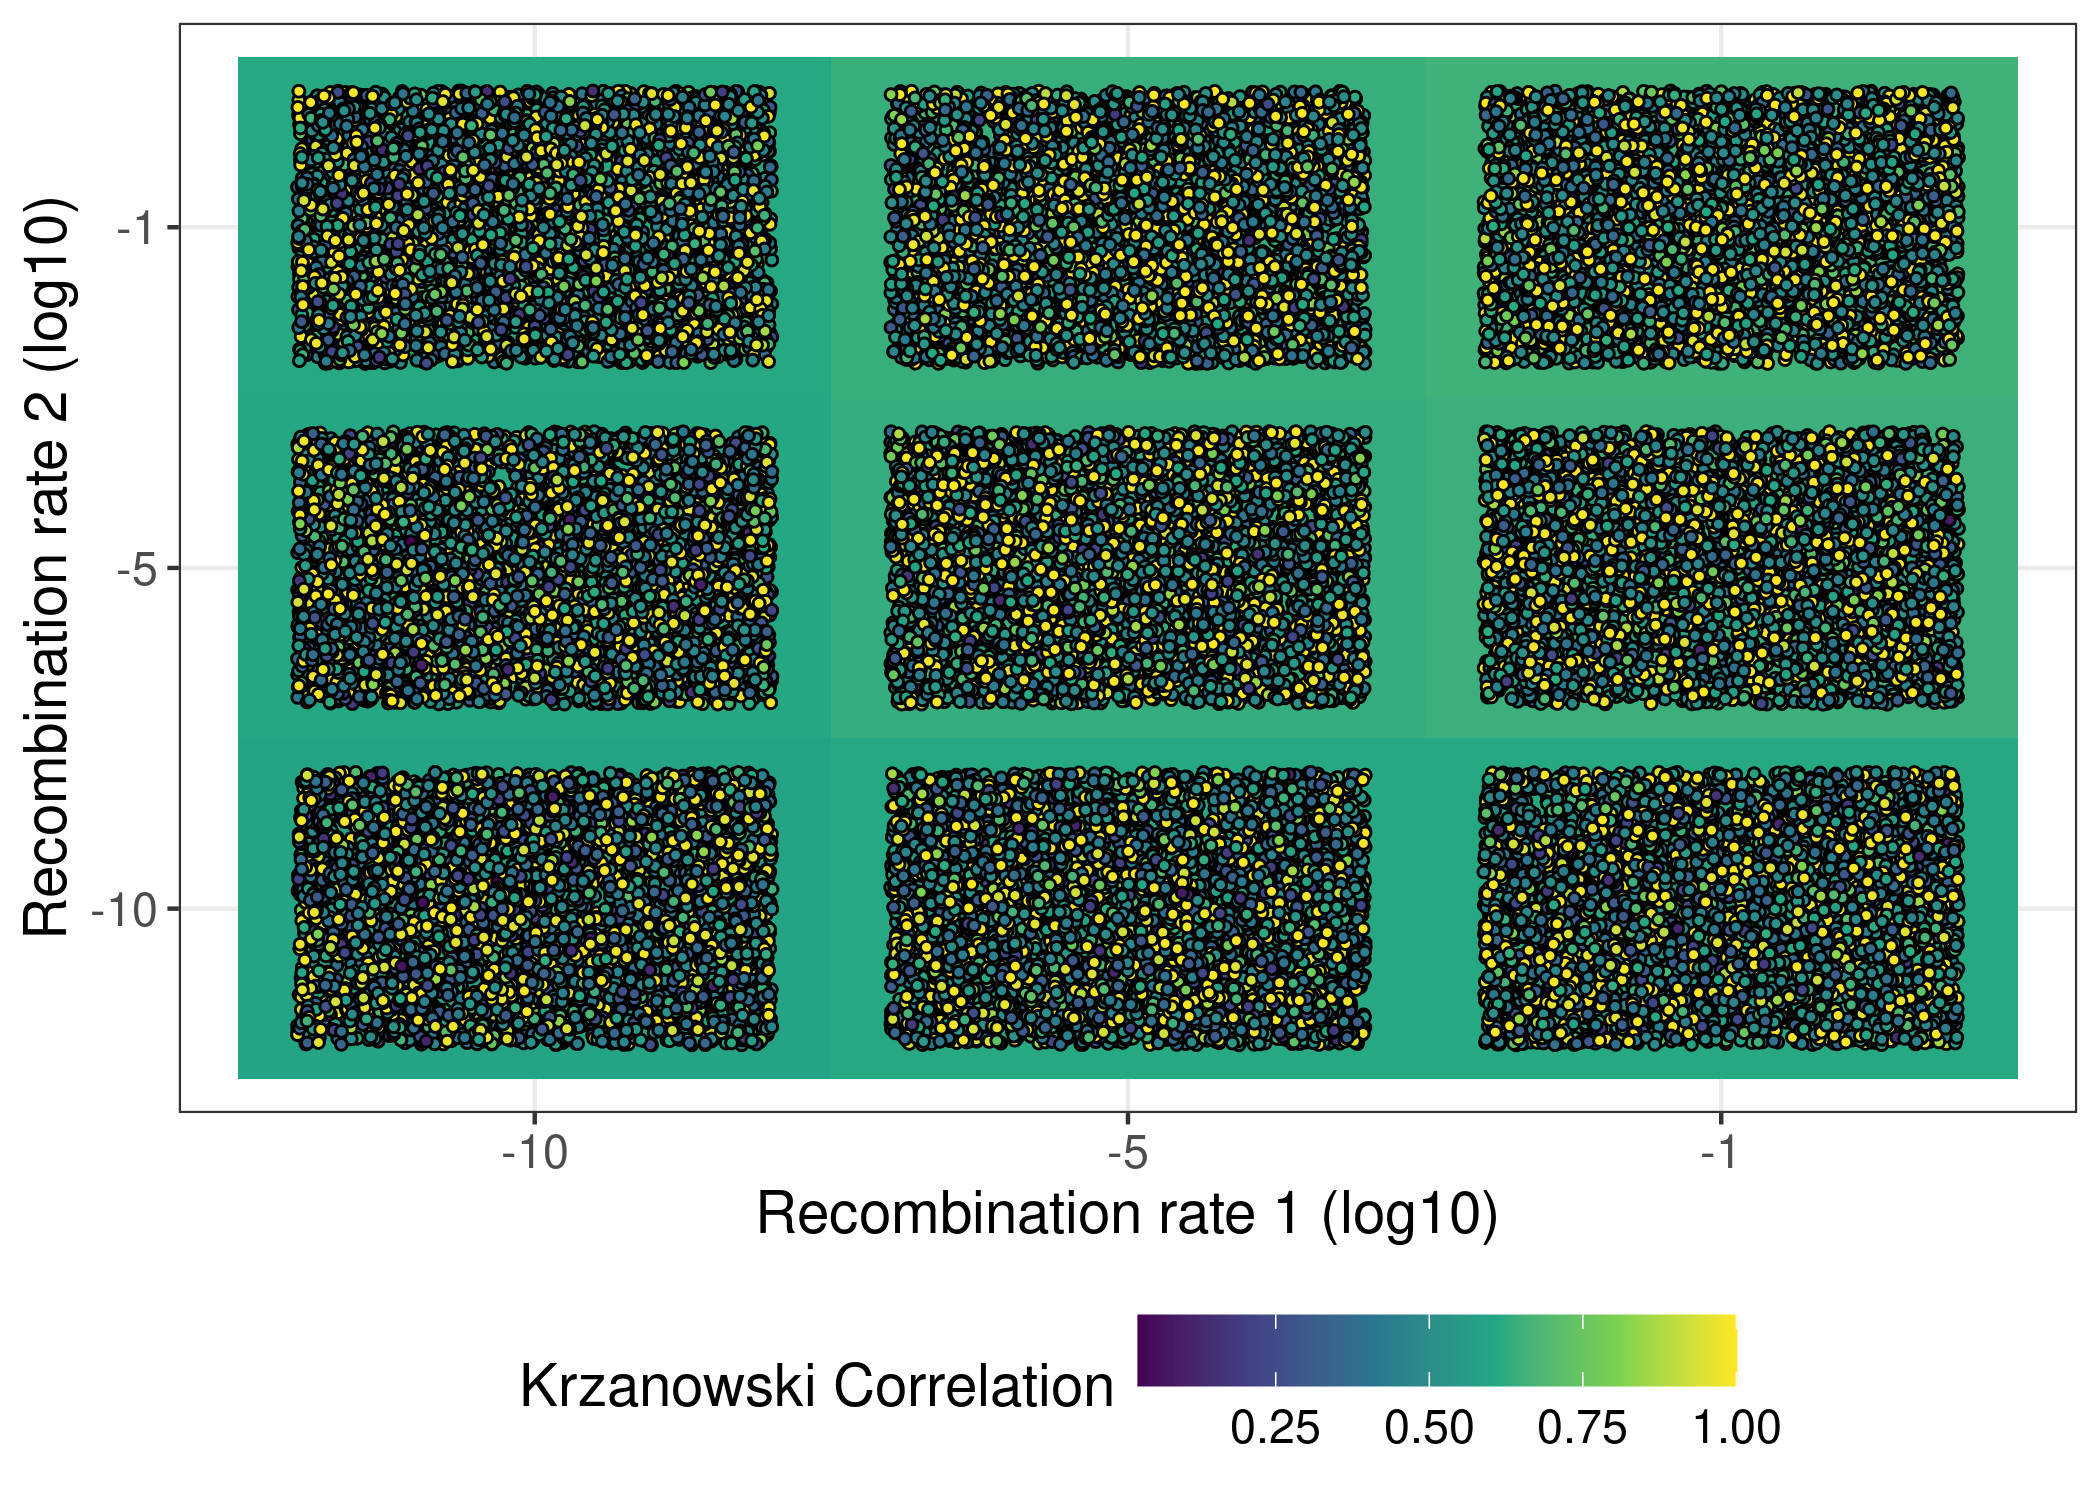 Recombination rate 2 (log10)
-1
-5
-10
-10 -5 -1
Recombination rate 1 (log10)
Krzanowski Correlation
0.25 0.50 0.75 1.00